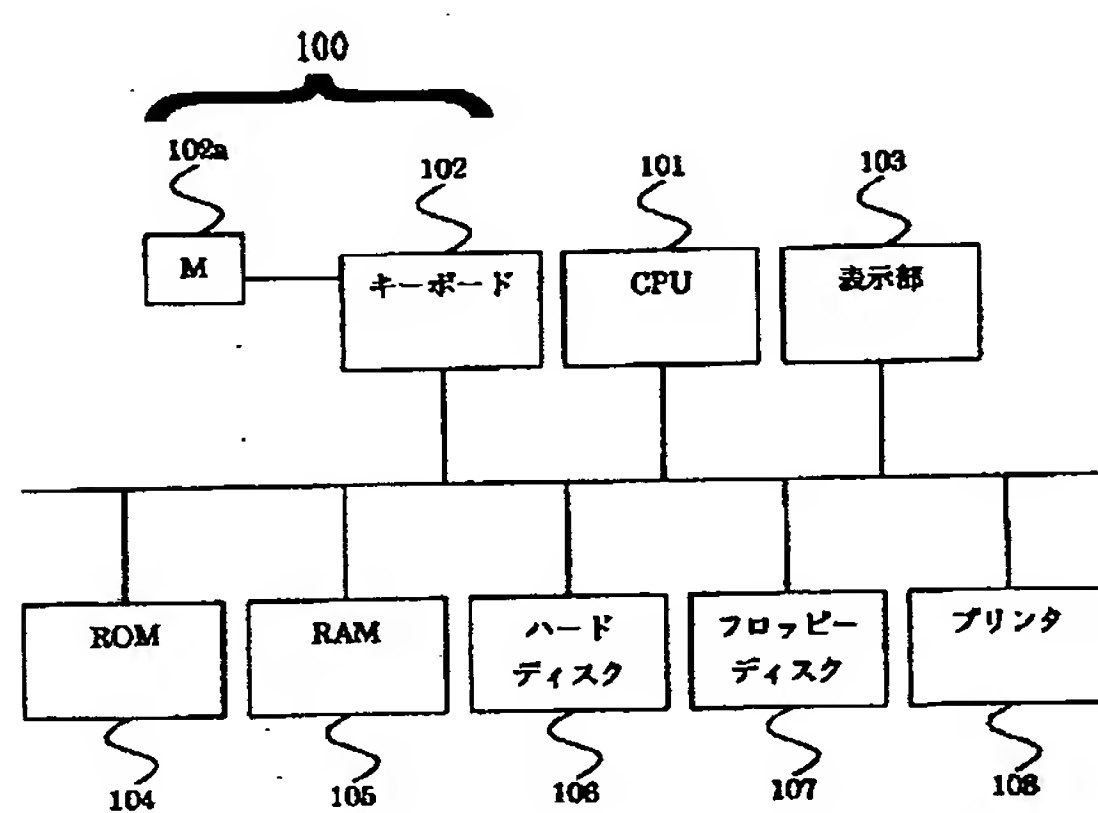 100
102a
102
101
103
M
キーボード
CPU
表示部
ROM
RAM
ハード
ディスク
フロッピー
ディスク
プリンタ
104
105
106
107
108